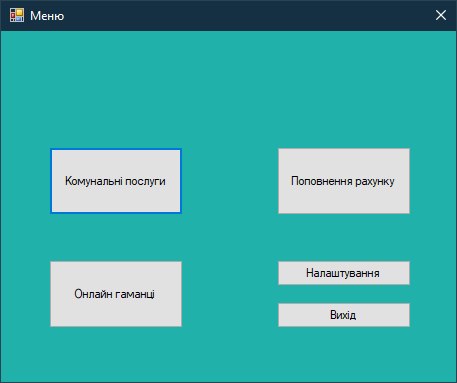 Меню
Комунальні послуги
Поповнення рахунку
Онлайн гаманці
Налаштування
Вихід